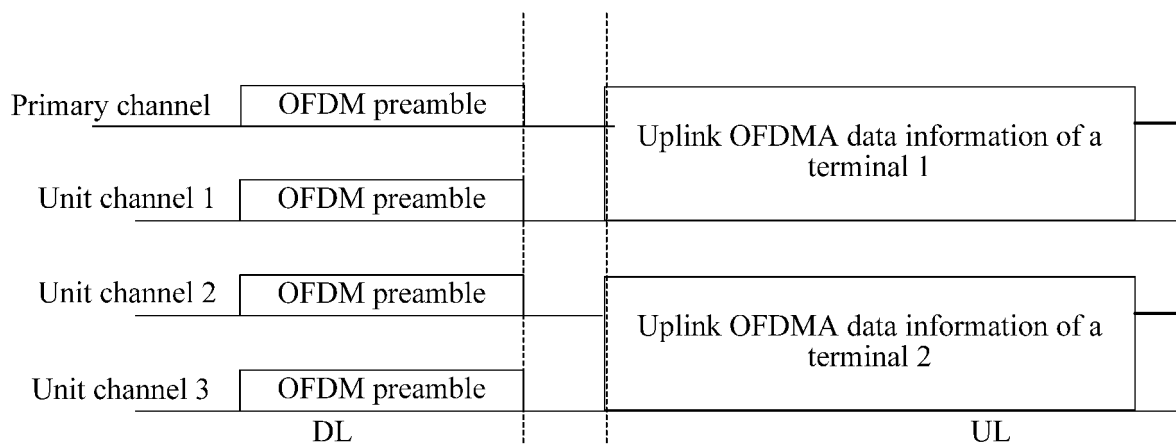 Primary channel
OFDM preamble
Uplink OFDMA data information of a
terminal 1
Unit channel 1
OFDM preamble
Unit channel 2
OFDM preamble
Uplink OFDMA data information of a
terminal 2
Unit channel 3
OFDM preamble
DL
UL